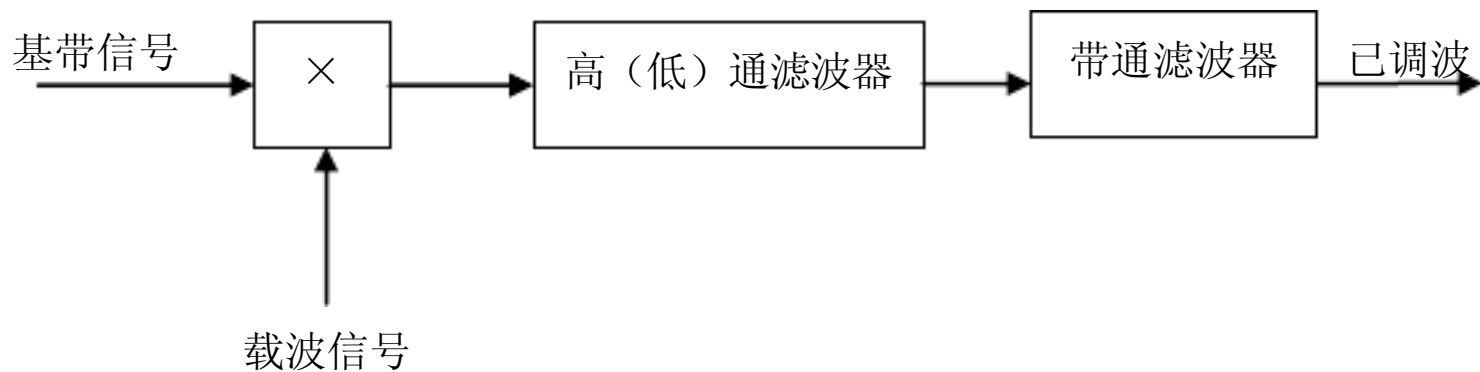 基带信号
×
高（低）通滤波器
带通滤波器
已调波
载波信号